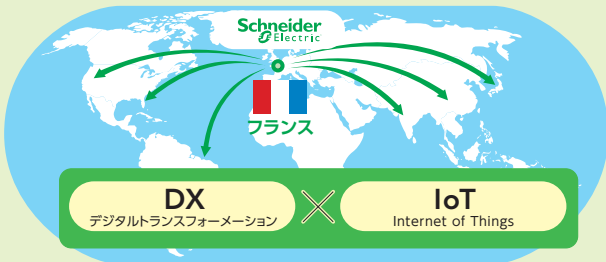 Schneider
Electric
フランス
DX
デジタルトランスフォーメーション
IoT
Internet of Things